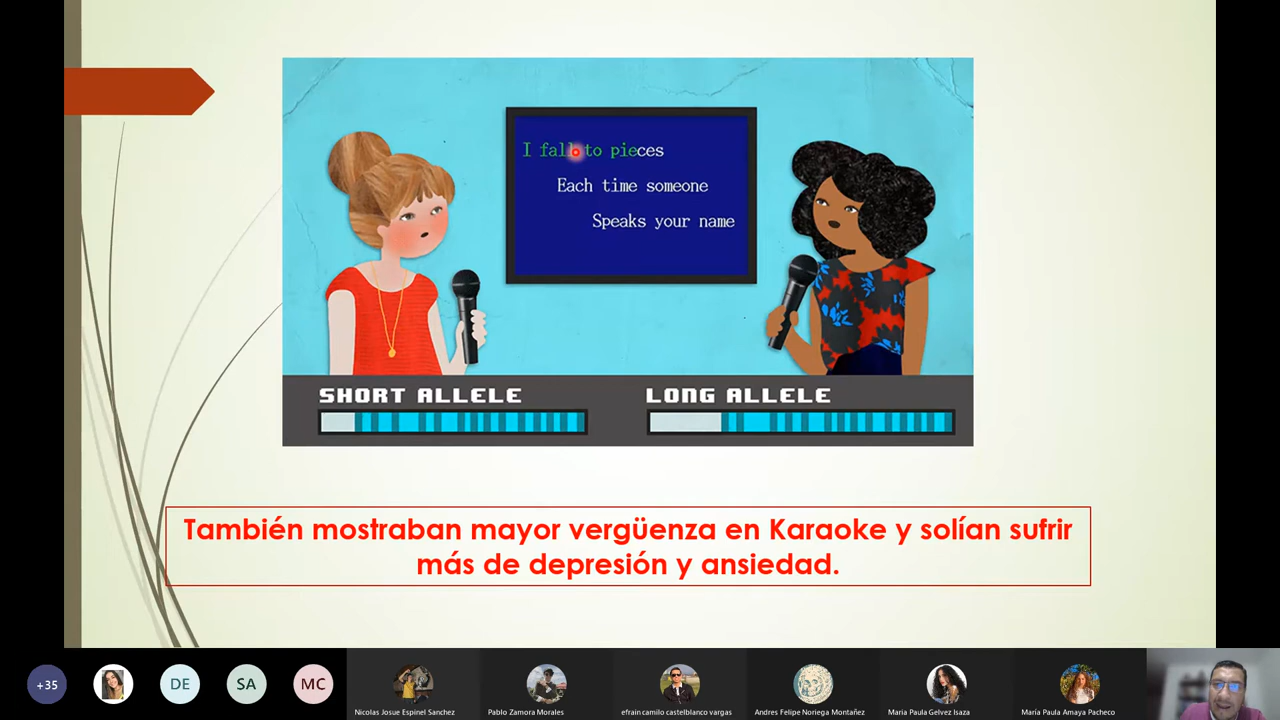 I fall to pieces
Each time someone
Speaks your name
SHORT ALLELE
LONG ALLELE
También mostraban mayor vergüenza en Karaoke y solían sufrir
más de depresión y ansiedad.
+35
DE
SA
MC
Nicolas Josue Espinel Sanchez
Pablo Zamora Morales
efrain camilo castelblanco vargas
Andres Felipe Noriega Montañez
Maria Paula Gelvez Isaza
María Paula Amaya Pacheco